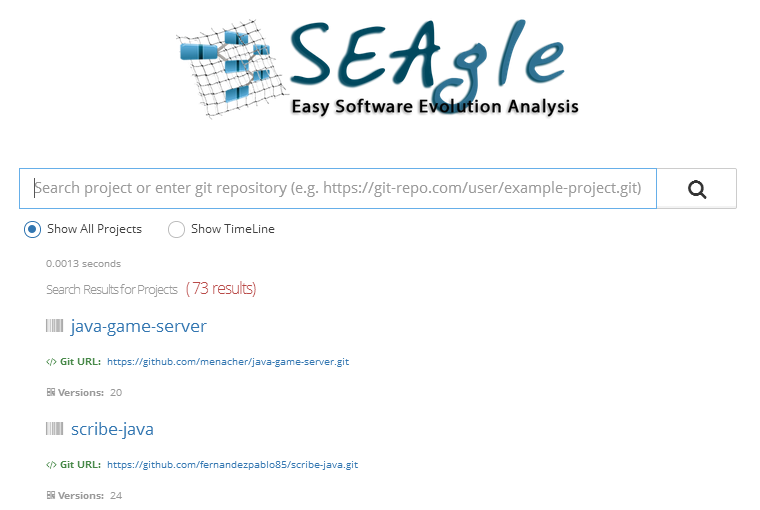 SEAgle
Easy Software Evolution Analysis
Search project or enter git repository (e.g. https://git-repo.com/user/example-project.git)
Show All Projects Show TimeLine
0.0013 seconds
Search Results for Projects ( 73 results)
java-game-server
</> Git URL: https://github.com/menacher/java-game-server.git
Versions: 20
scribe-java
</> Git URL: https://github.com/fernandezpablo85/scribe-java.git
Versions: 24